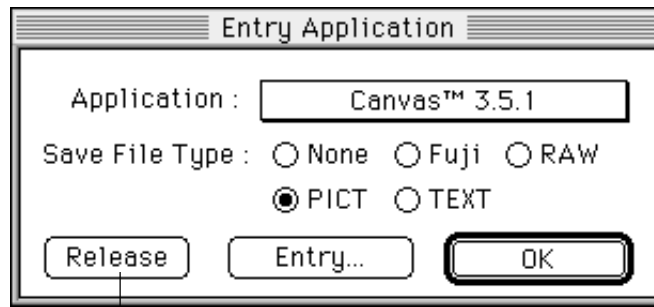 Entry Application
Application : Canvas™ 3.5.1
Save File Type : None Fuji RAW
PICT TEXT
Release Entry... OK